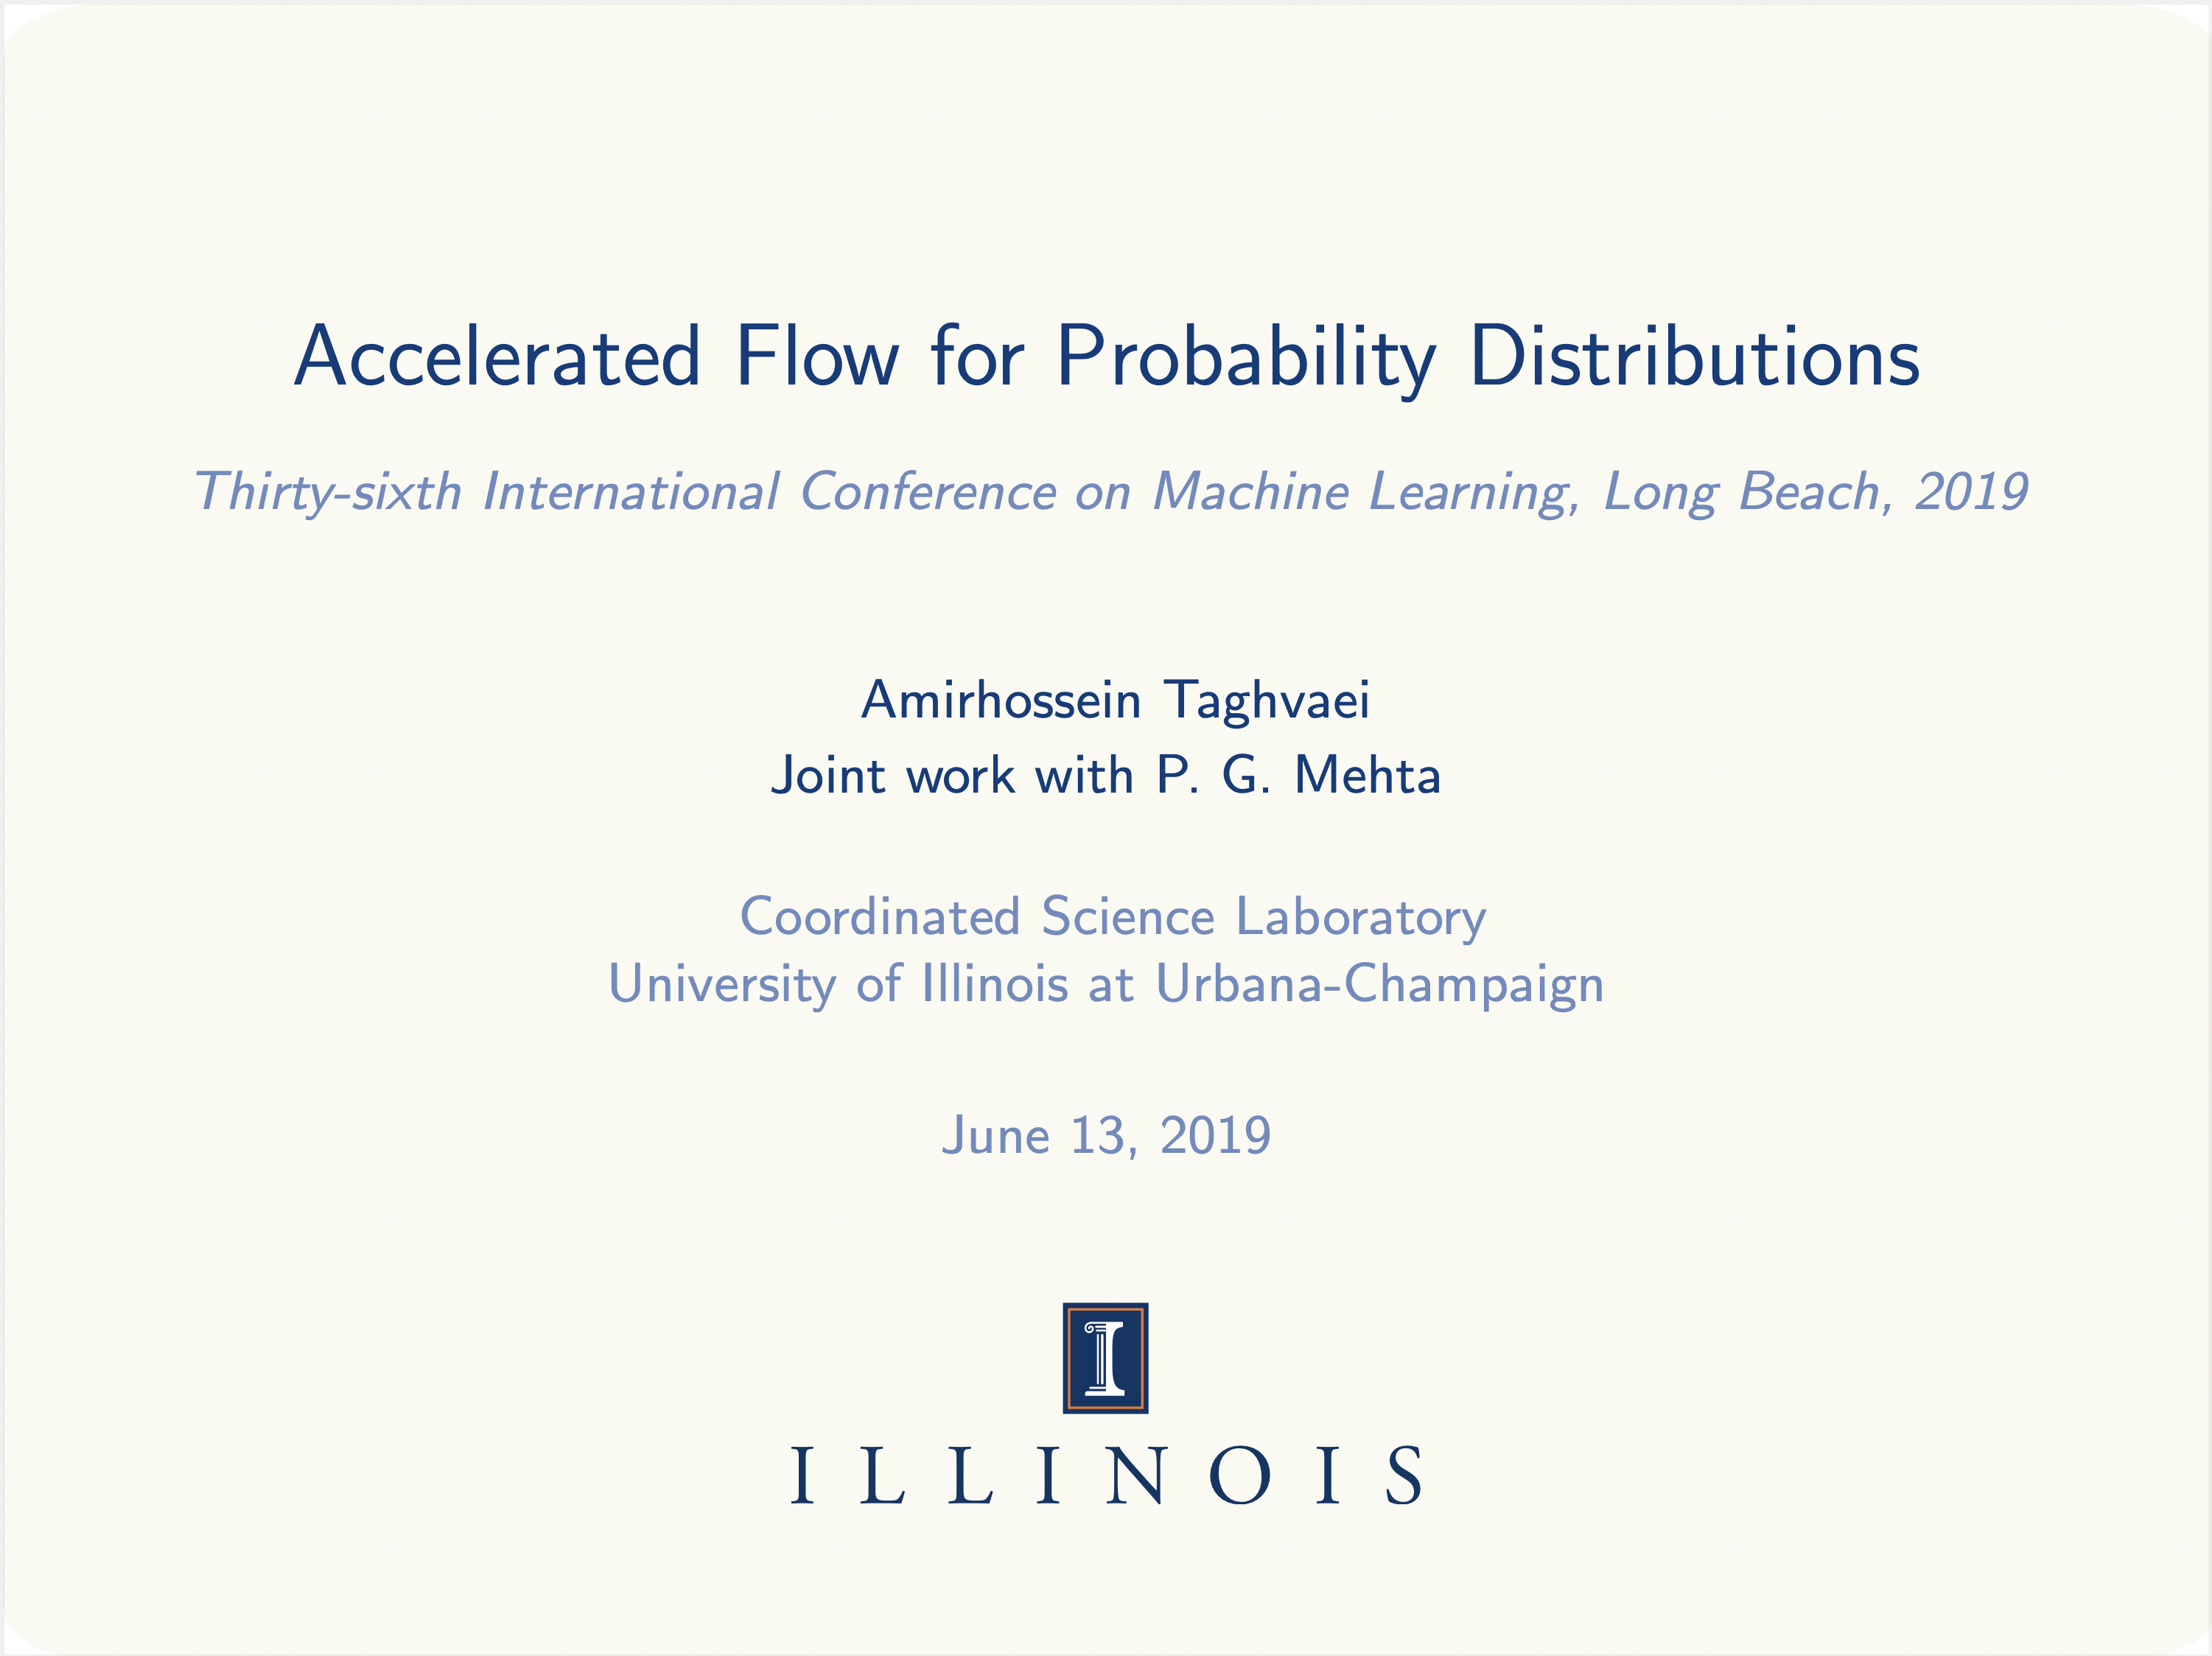 Accelerated Flow for Probability Distributions
Thirty-sixth International Conference on Machine Learning, Long Beach, 2019
Amirhossein Taghvaei
Joint work with P. G. Mehta
Coordinated Science Laboratory
University of Illinois at Urbana-Champaign
June 13, 2019
I
ILLINOIS